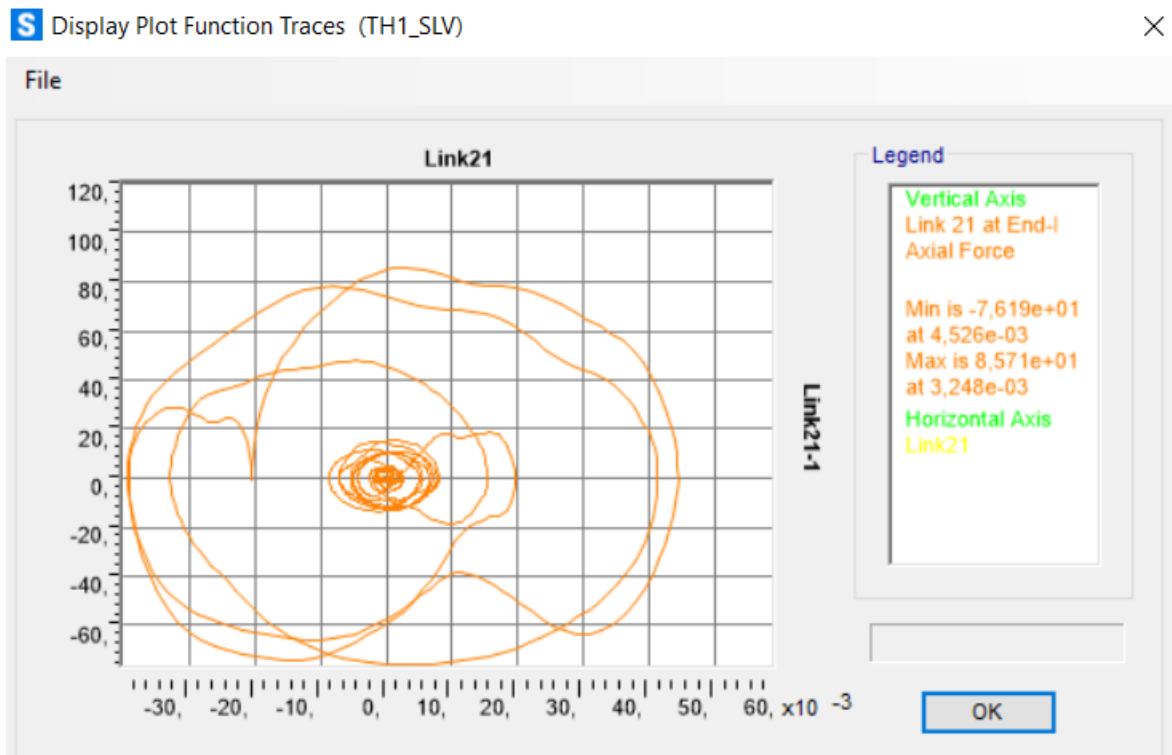 S Display Plot Function Traces (TH1_SLV)
File
Link21
120,
100,
80,
60,
40,
20,
0,
-20,
-40,
-60,
-30, -20, -10, 0, 10, 20, 30, 40, 50, 60, x10 -3
Link21-1
Legend
Vertical Axis
Link 21 at End-I
Axial Force
Min is -7,619e+01
at 4,526e-03
Max is 8,571e+01
at 3,248e-03
Horizontal Axis
Link21
OK